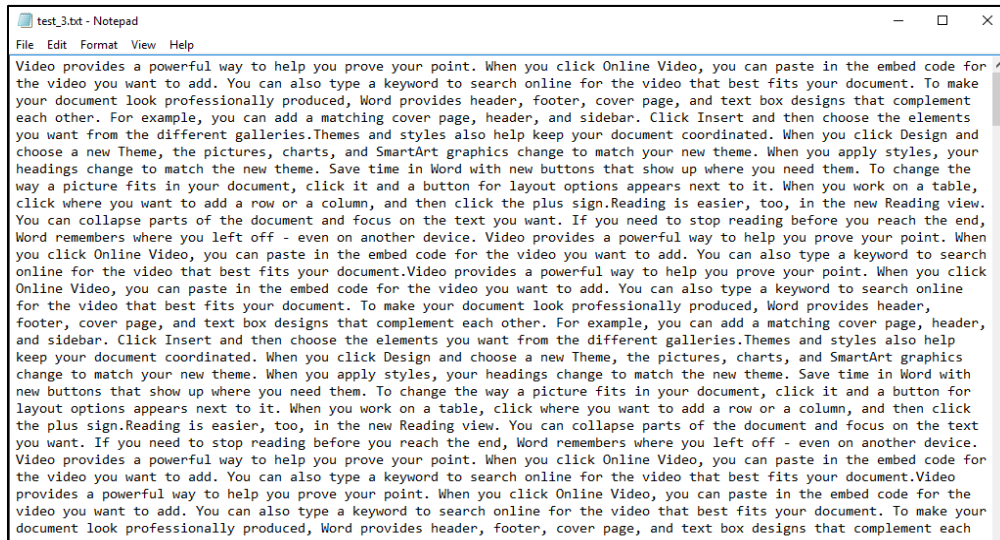 test_3.txt - Notepad
File Edit Format View Help
Video provides a powerful way to help you prove your point. When you click Online Video, you can paste in the embed code for
the video you want to add. You can also type a keyword to search online for the video that best fits your document. To make
your document look professionally produced, Word provides header, footer, cover page, and text box designs that complement
each other. For example, you can add a matching cover page, header, and sidebar. Click Insert and then choose the elements
you want from the different galleries.Themes and styles also help keep your document coordinated. When you click Design and
choose a new Theme, the pictures, charts, and SmartArt graphics change to match your new theme. When you apply styles, your
headings change to match the new theme. Save time in Word with new buttons that show up where you need them. To change the
way a picture fits in your document, click it and a button for layout options appears next to it. When you work on a table,
click where you want to add a row or a column, and then click the plus sign.Reading is easier, too, in the new Reading view.
You can collapse parts of the document and focus on the text you want. If you need to stop reading before you reach the end,
Word remembers where you left off - even on another device. Video provides a powerful way to help you prove your point. When
you click Online Video, you can paste in the embed code for the video you want to add. You can also type a keyword to search
online for the video that best fits your document.Video provides a powerful way to help you prove your point. When you click
Online Video, you can paste in the embed code for the video you want to add. You can also type a keyword to search online
for the video that best fits your document. To make your document look professionally produced, Word provides header,
footer, cover page, and text box designs that complement each other. For example, you can add a matching cover page, header,
and sidebar. Click Insert and then choose the elements you want from the different galleries.Themes and styles also help
keep your document coordinated. When you click Design and choose a new Theme, the pictures, charts, and SmartArt graphics
change to match your new theme. When you apply styles, your headings change to match the new theme. Save time in Word with
new buttons that show up where you need them. To change the way a picture fits in your document, click it and a button for
layout options appears next to it. When you work on a table, click where you want to add a row or a column, and then click
the plus sign.Reading is easier, too, in the new Reading view. You can collapse parts of the document and focus on the text
you want. If you need to stop reading before you reach the end, Word remembers where you left off - even on another device.
Video provides a powerful way to help you prove your point. When you click Online Video, you can paste in the embed code for
the video you want to add. You can also type a keyword to search online for the video that best fits your document.Video
provides a powerful way to help you prove your point. When you click Online Video, you can paste in the embed code for the
video you want to add. You can also type a keyword to search online for the video that best fits your document. To make your
document look professionally produced, Word provides header, footer, cover page, and text box designs that complement each